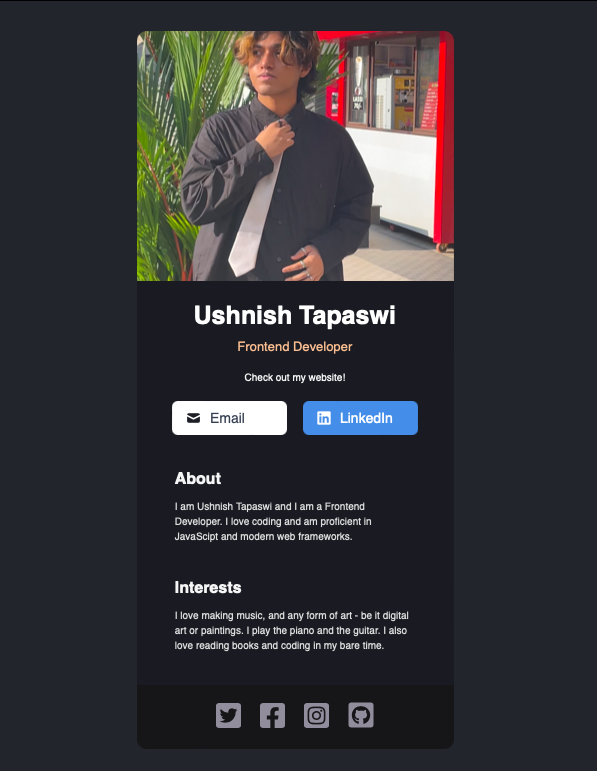 Ushnish Tapaswi
Frontend Developer
Check out my website!
Email
LinkedIn
About
I am Ushnish Tapaswi and I am a Frontend
Developer. I love coding and am proficient in
JavaScipt and modern web frameworks.
Interests
I love making music, and any form of art - be it digital
art or paintings. I play the piano and the guitar. I also
love reading books and coding in my bare time.